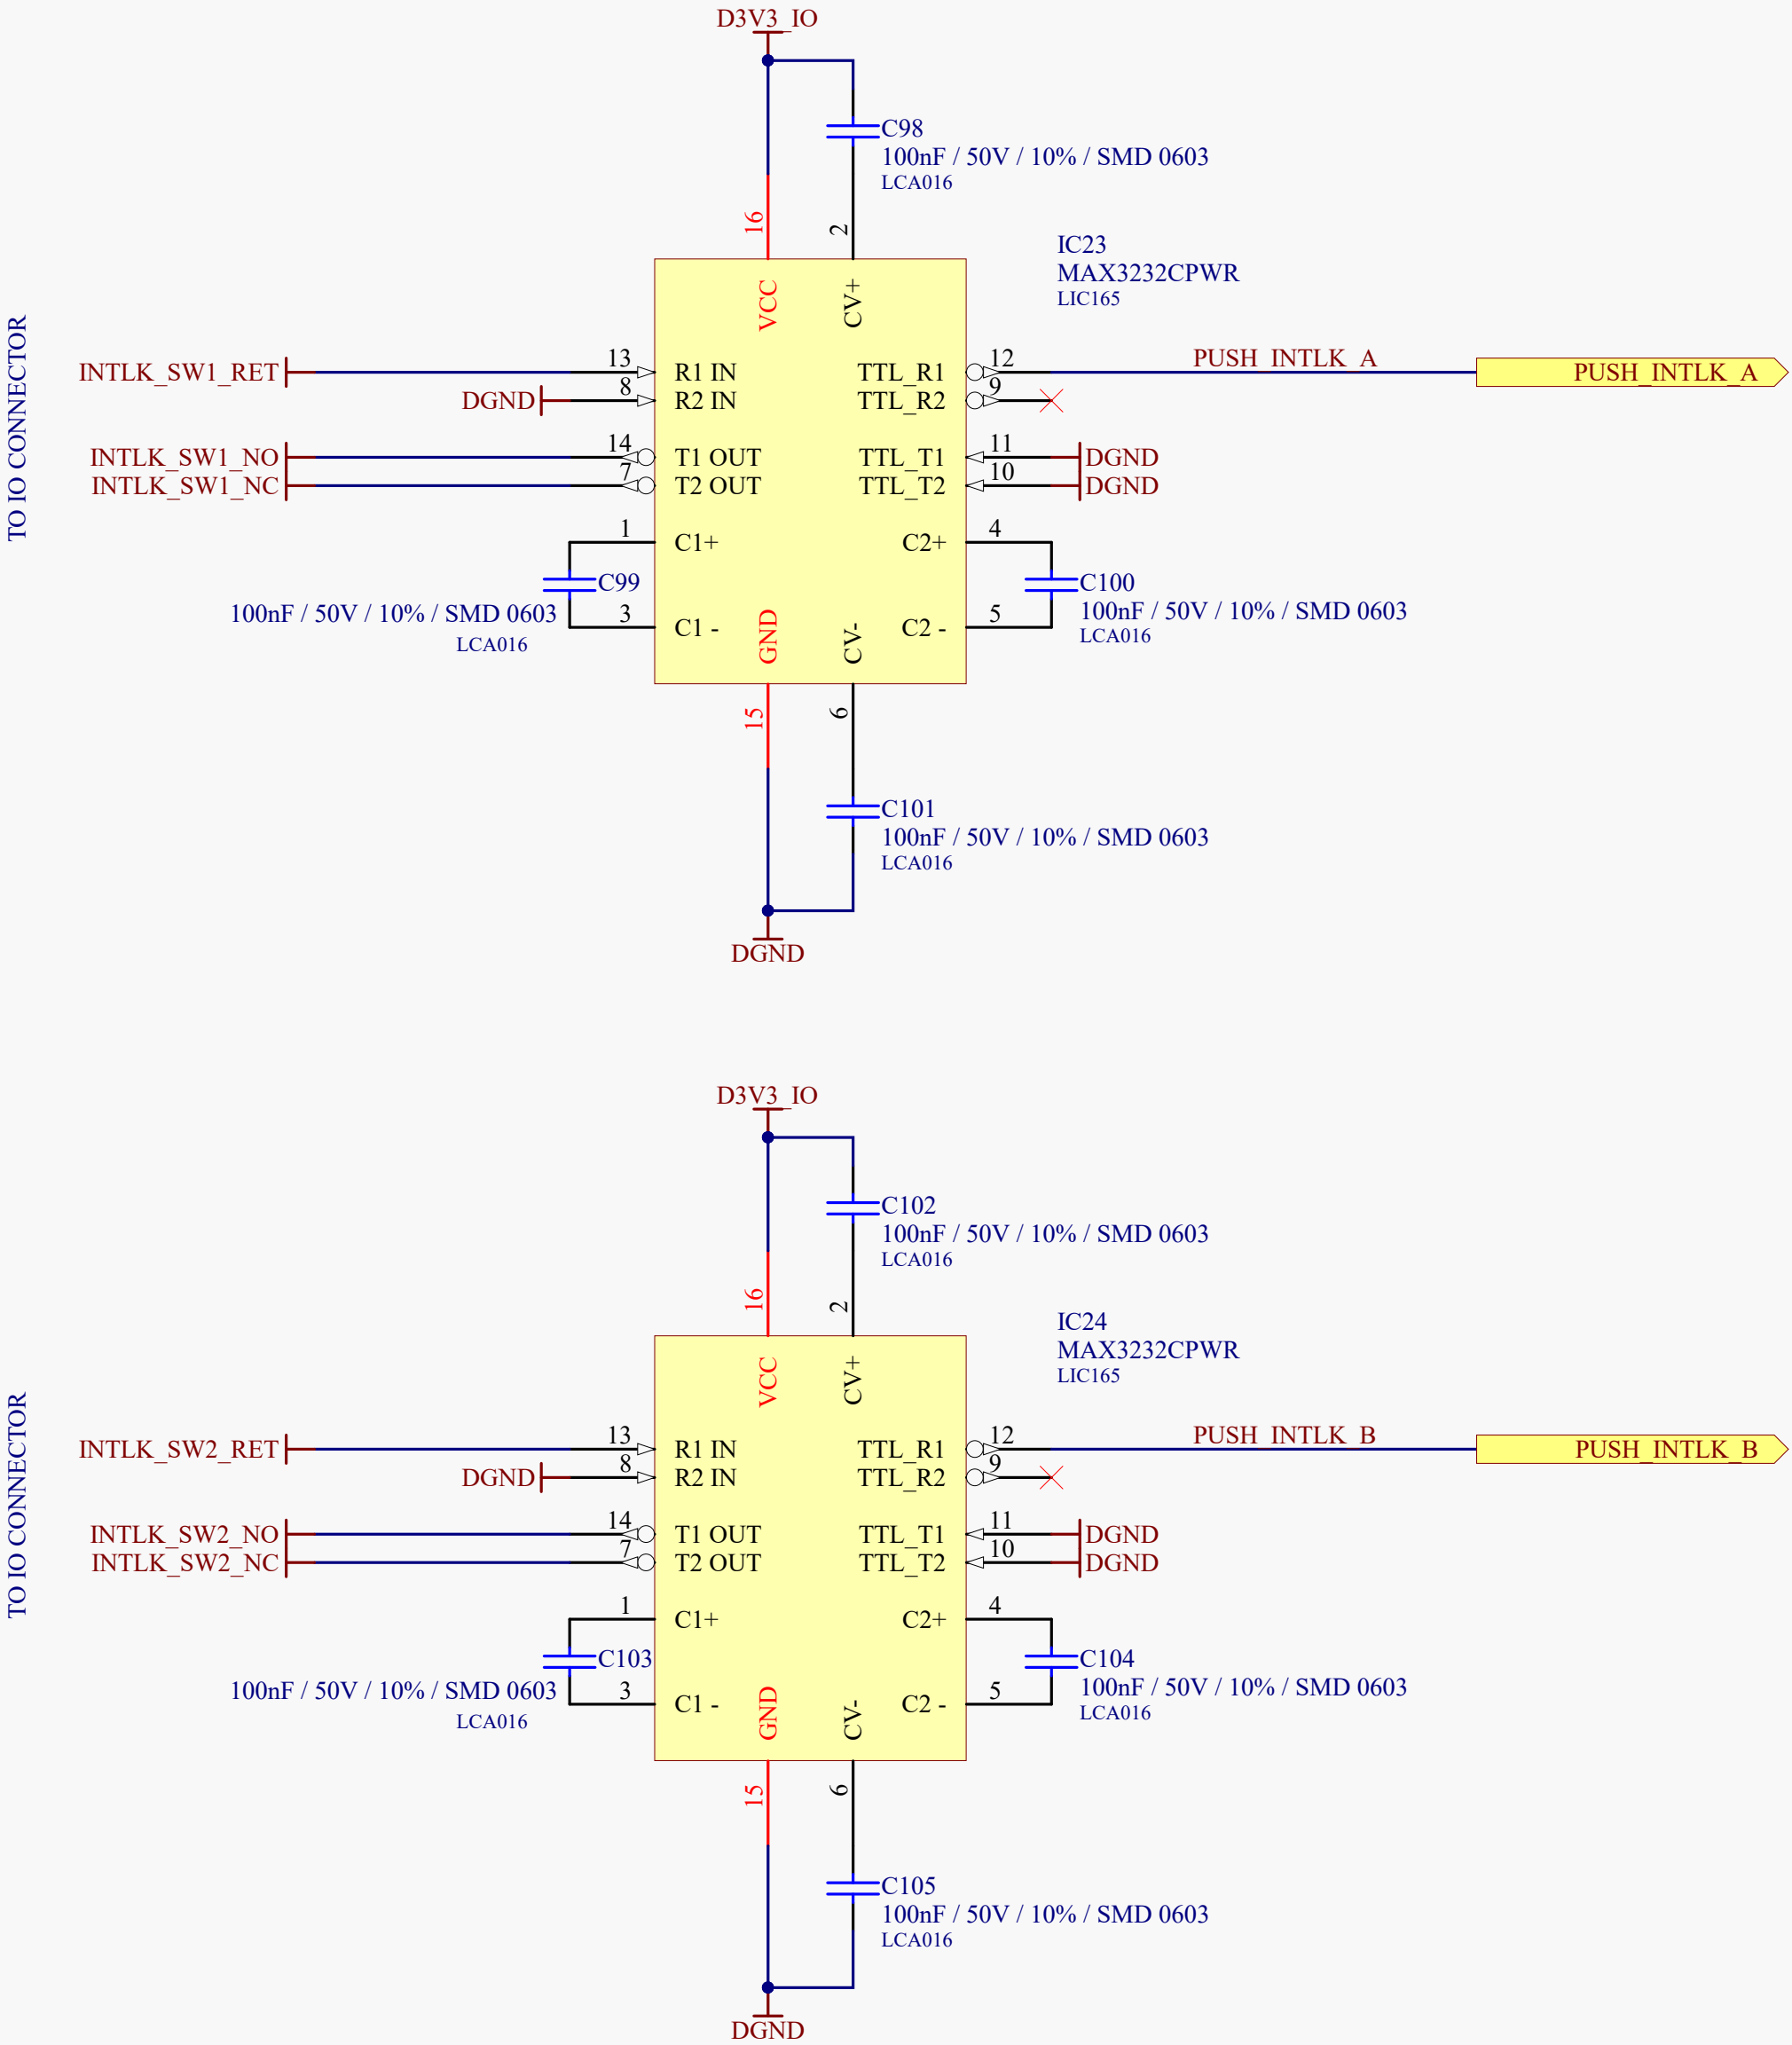 D3V3_IO
C98
100nF / 50V / 10% / SMD 0603
LCA016
16
2
IC23
MAX3232CPWR
LIC165
VCC
CV+
TO IO CONNECTOR
INTLK_SW1_RET
13
R1 IN
TTL_R1
12
PUSH_INTLK_A
PUSH_INTLK_A
DGND
8
R2 IN
TTL_R2
9
INTLK_SW1_NO
14
T1 OUT
TTL_T1
11
DGND
INTLK_SW1_NC
7
T2 OUT
TTL_T2
10
DGND
1
C1+
C2+
4
C99
100nF / 50V / 10% / SMD 0603
LCA016
C100
100nF / 50V / 10% / SMD 0603
LCA016
3
C1 -
GND
CV-
C2 -
5
15
6
C101
100nF / 50V / 10% / SMD 0603
LCA016
DGND
D3V3_IO
C102
100nF / 50V / 10% / SMD 0603
LCA016
16
2
IC24
MAX3232CPWR
LIC165
VCC
CV+
TO IO CONNECTOR
INTLK_SW2_RET
13
R1 IN
TTL_R1
12
PUSH_INTLK_B
PUSH_INTLK_B
DGND
8
R2 IN
TTL_R2
9
INTLK_SW2_NO
14
T1 OUT
TTL_T1
11
DGND
INTLK_SW2_NC
7
T2 OUT
TTL_T2
10
DGND
1
C1+
C2+
4
C103
100nF / 50V / 10% / SMD 0603
LCA016
C104
100nF / 50V / 10% / SMD 0603
LCA016
3
C1 -
GND
CV-
C2 -
5
15
6
C105
100nF / 50V / 10% / SMD 0603
LCA016
DGND